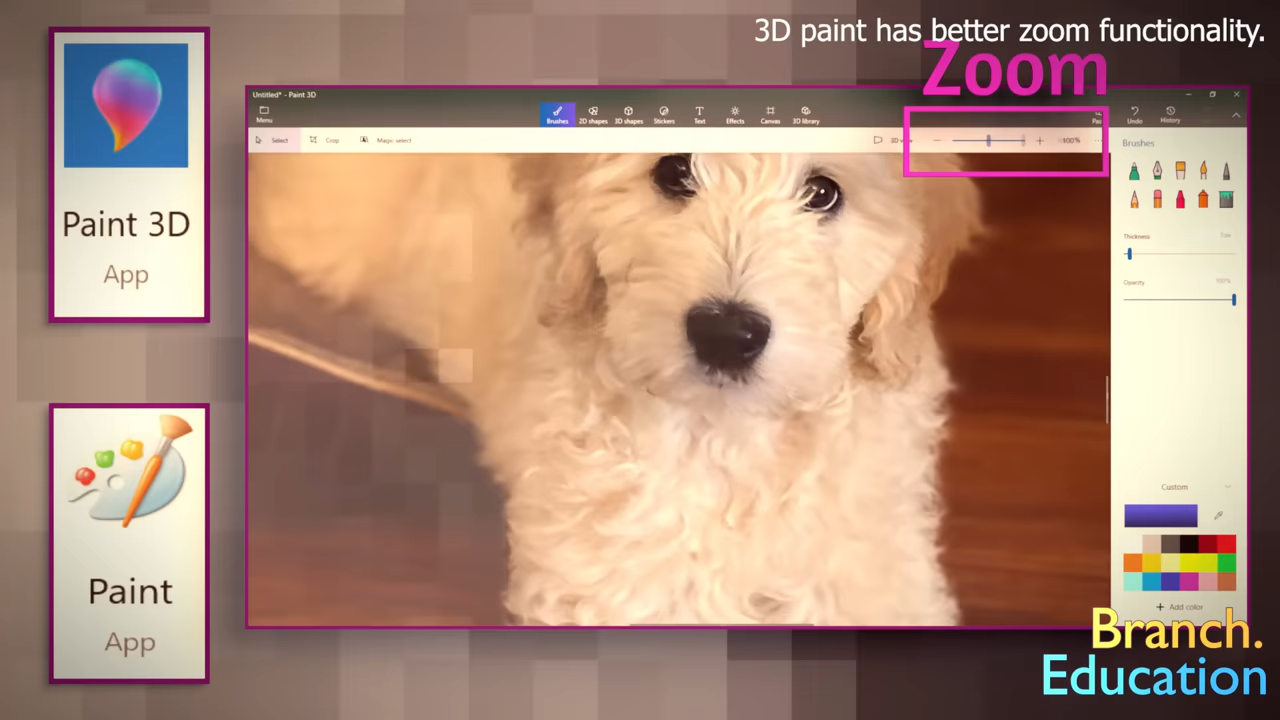 3D paint has better zoom functionality.
Zoom
Paint 3D
App
Paint
App
Untitled* - Paint 3D
Menu
Brushes
2D shapes
3D shapes
Stickers
Text
Effects
Canvas
3D library
Undo
History
Select
Crop
Magic select
100%
Brushes
Thickness
Opacity
100%
Custom
+ Add color
Branch.
Education